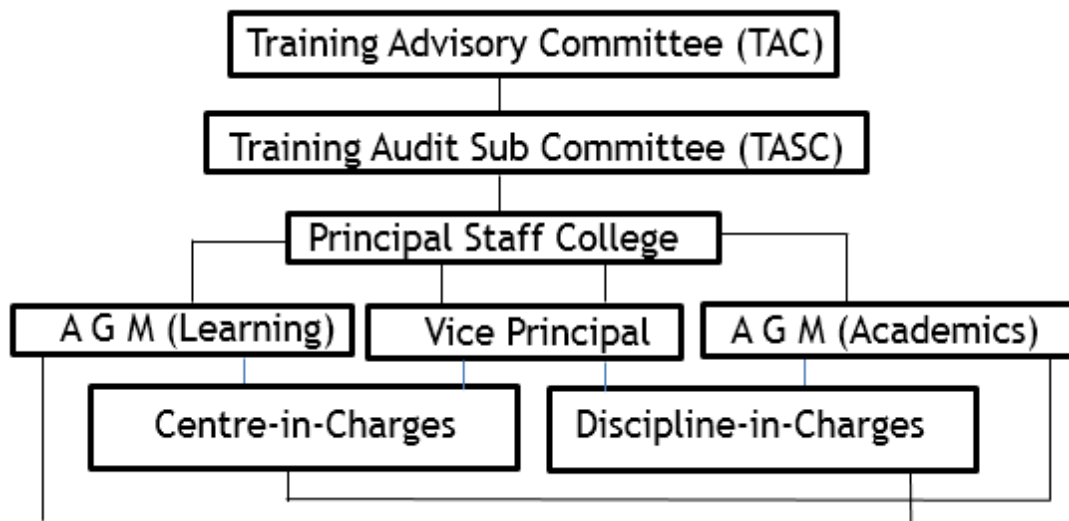 Training Advisory Committee (TAC)
Training Audit Sub Committee (TASC)
Principal Staff College
A G M (Learning)
Vice Principal
A G M (Academics)
Centre-in-Charges
Discipline-in-Charges